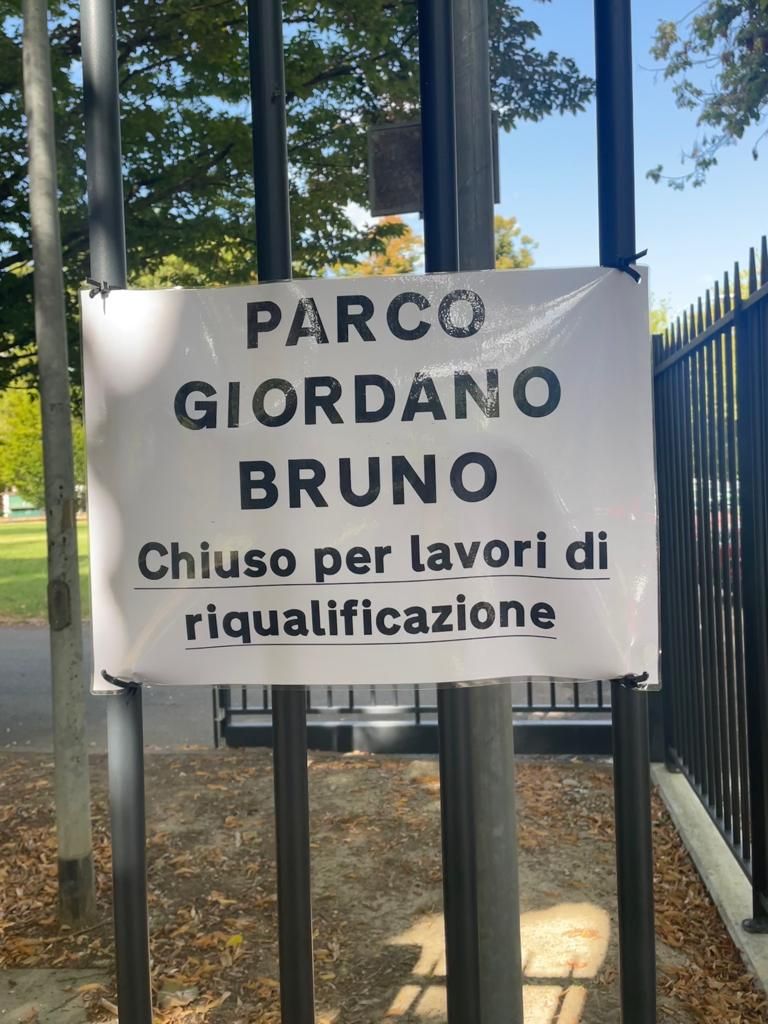 PARCO
GIORDANO
BRUNO
Chiuso per lavori di
riqualificazione